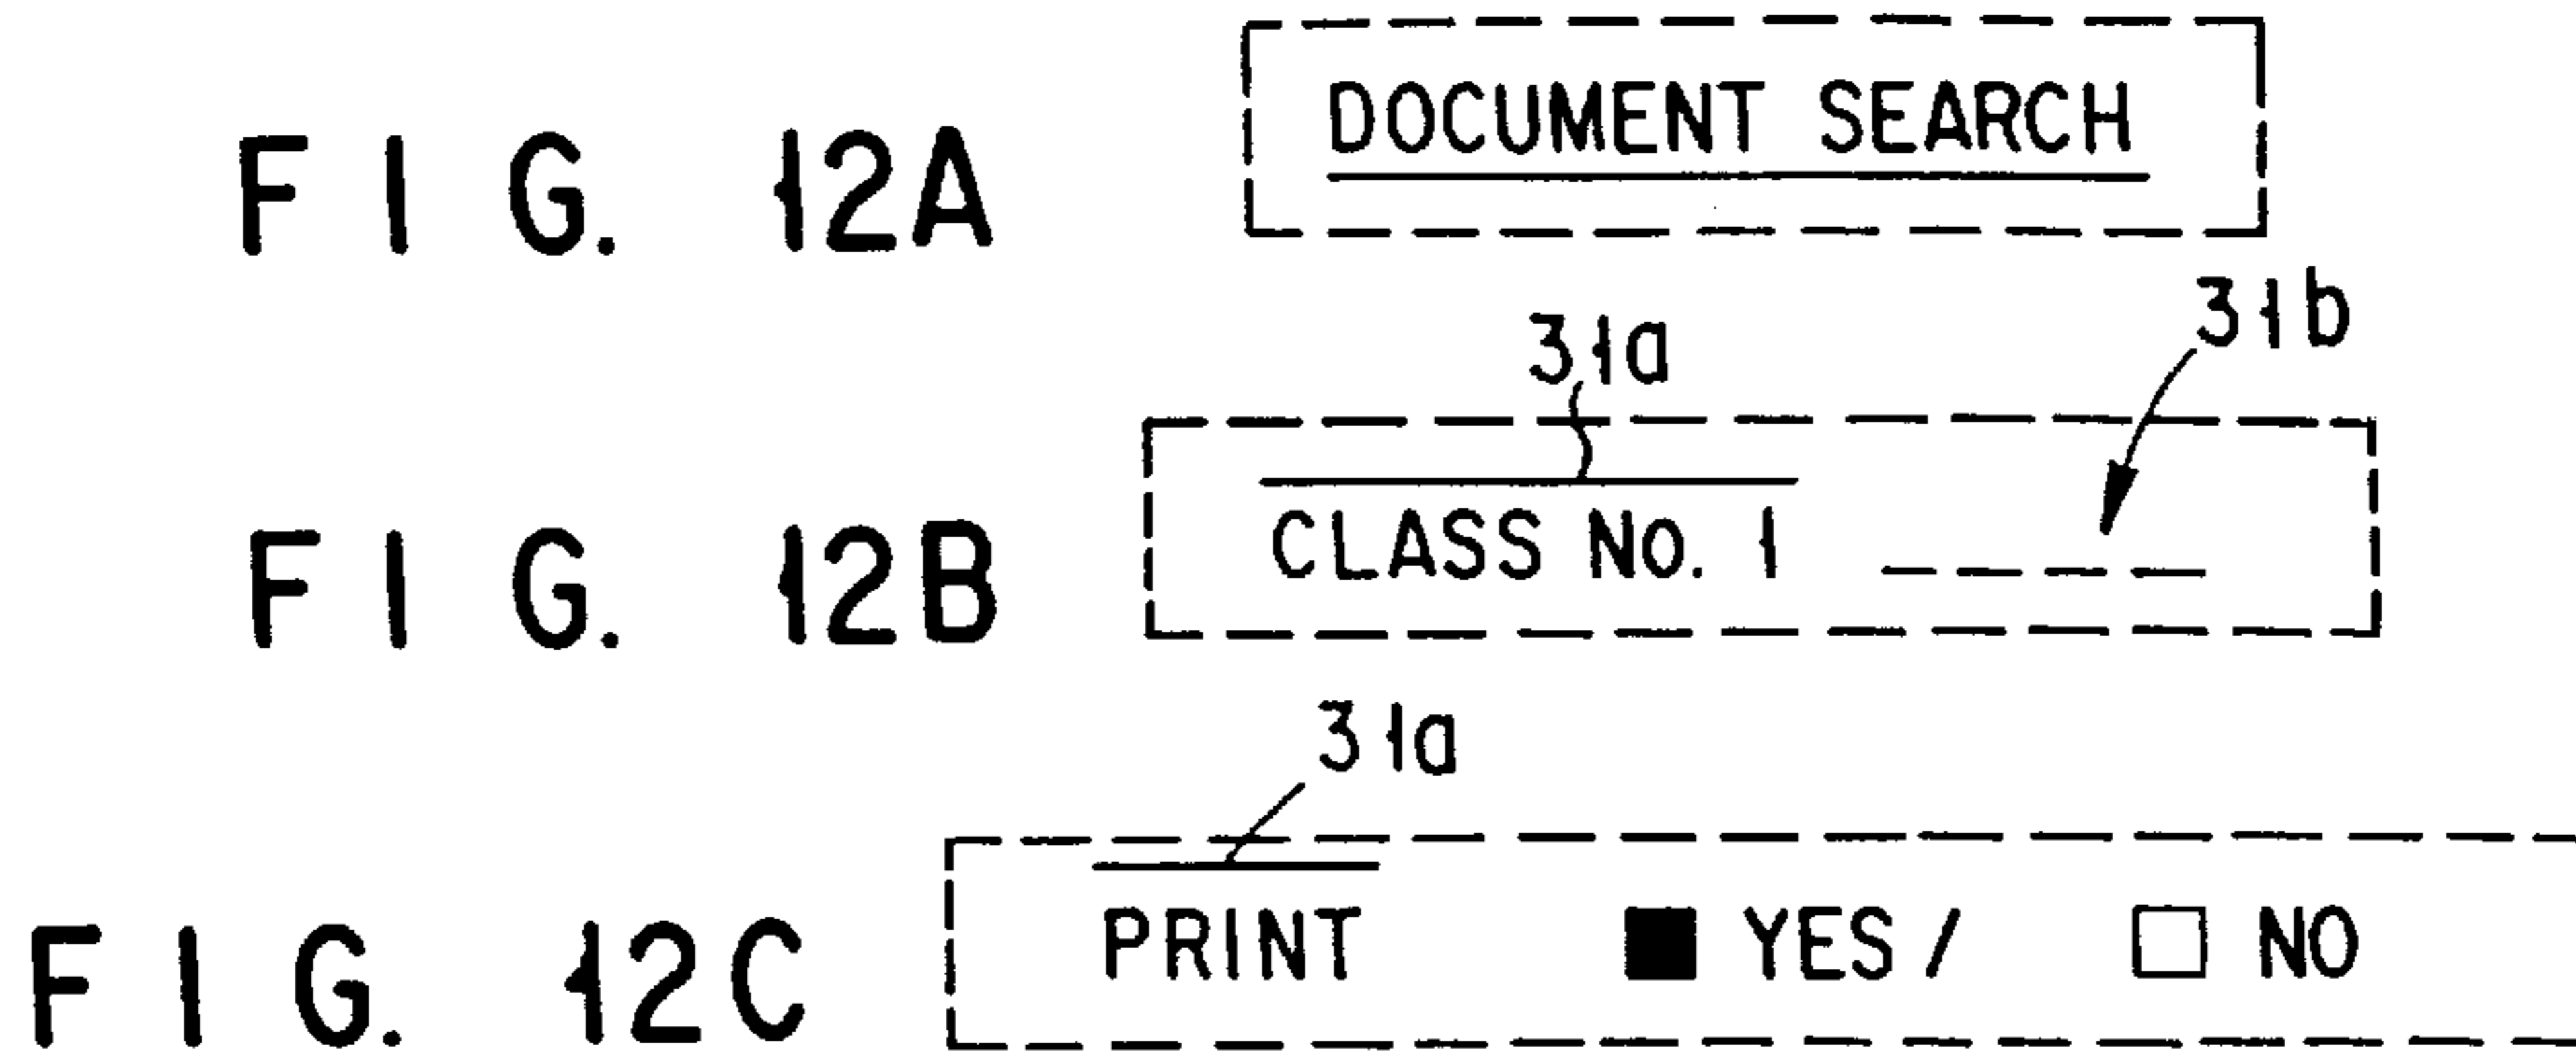 FIG. 12A
DOCUMENT SEARCH
31a
31b
FIG. 12B
CLASS No. 1 _ _ _ _
31a
FIG. 12C
PRINT ■ YES / □ NO